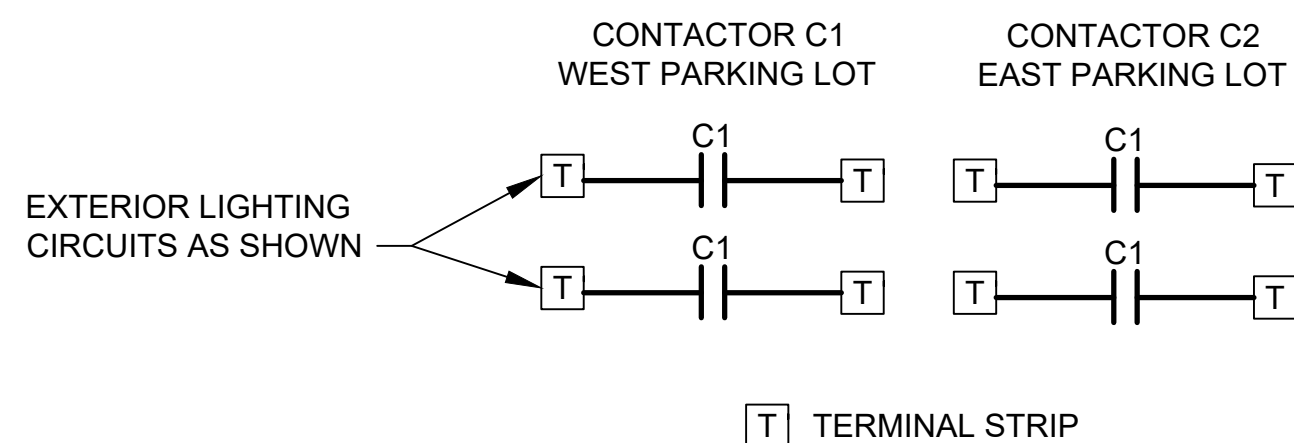 CONTACTOR C1
WEST PARKING LOT
CONTACTOR C2
EAST PARKING LOT
EXTERIOR LIGHTING
CIRCUITS AS SHOWN
C1
T
T
C1
T
T
C1
T
T
C1
T
T
T TERMINAL STRIP